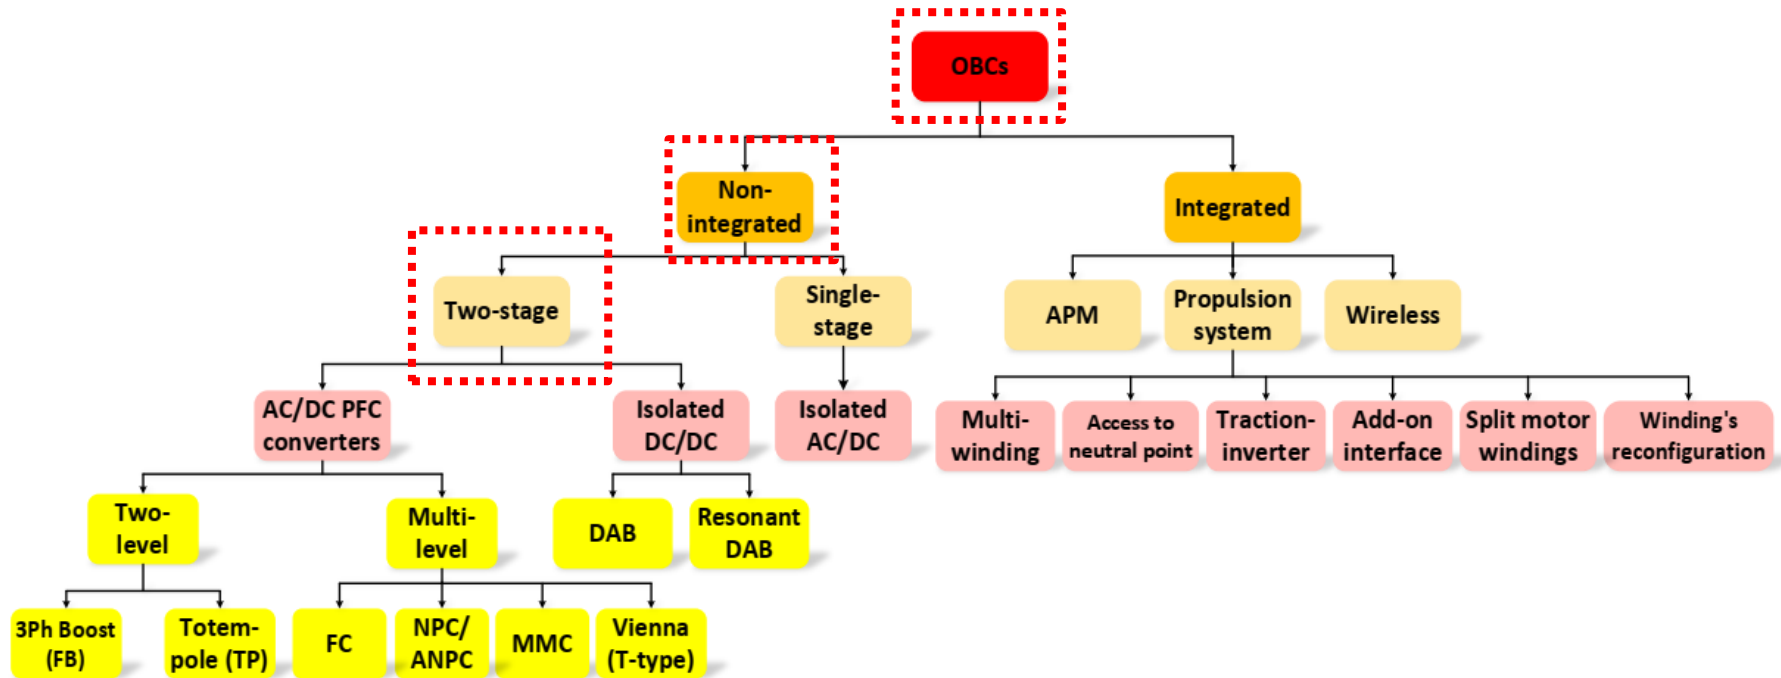 OBCs
Non-
integrated
Integrated
Two-stage
Single-
stage
APM
Propulsion
system
Wireless
AC/DC PFC
converters
Isolated
DC/DC
Isolated
AC/DC
Multi-
winding
Access to
neutral point
Traction-
inverter
Add-on
interface
Split motor
windings
Winding's
reconfiguration
Two-
level
Multi-
level
DAB
Resonant
DAB
3Ph Boost
(FB)
Totem-
pole (TP)
FC
NPC/
ANPC
MMC
Vienna
(T-type)